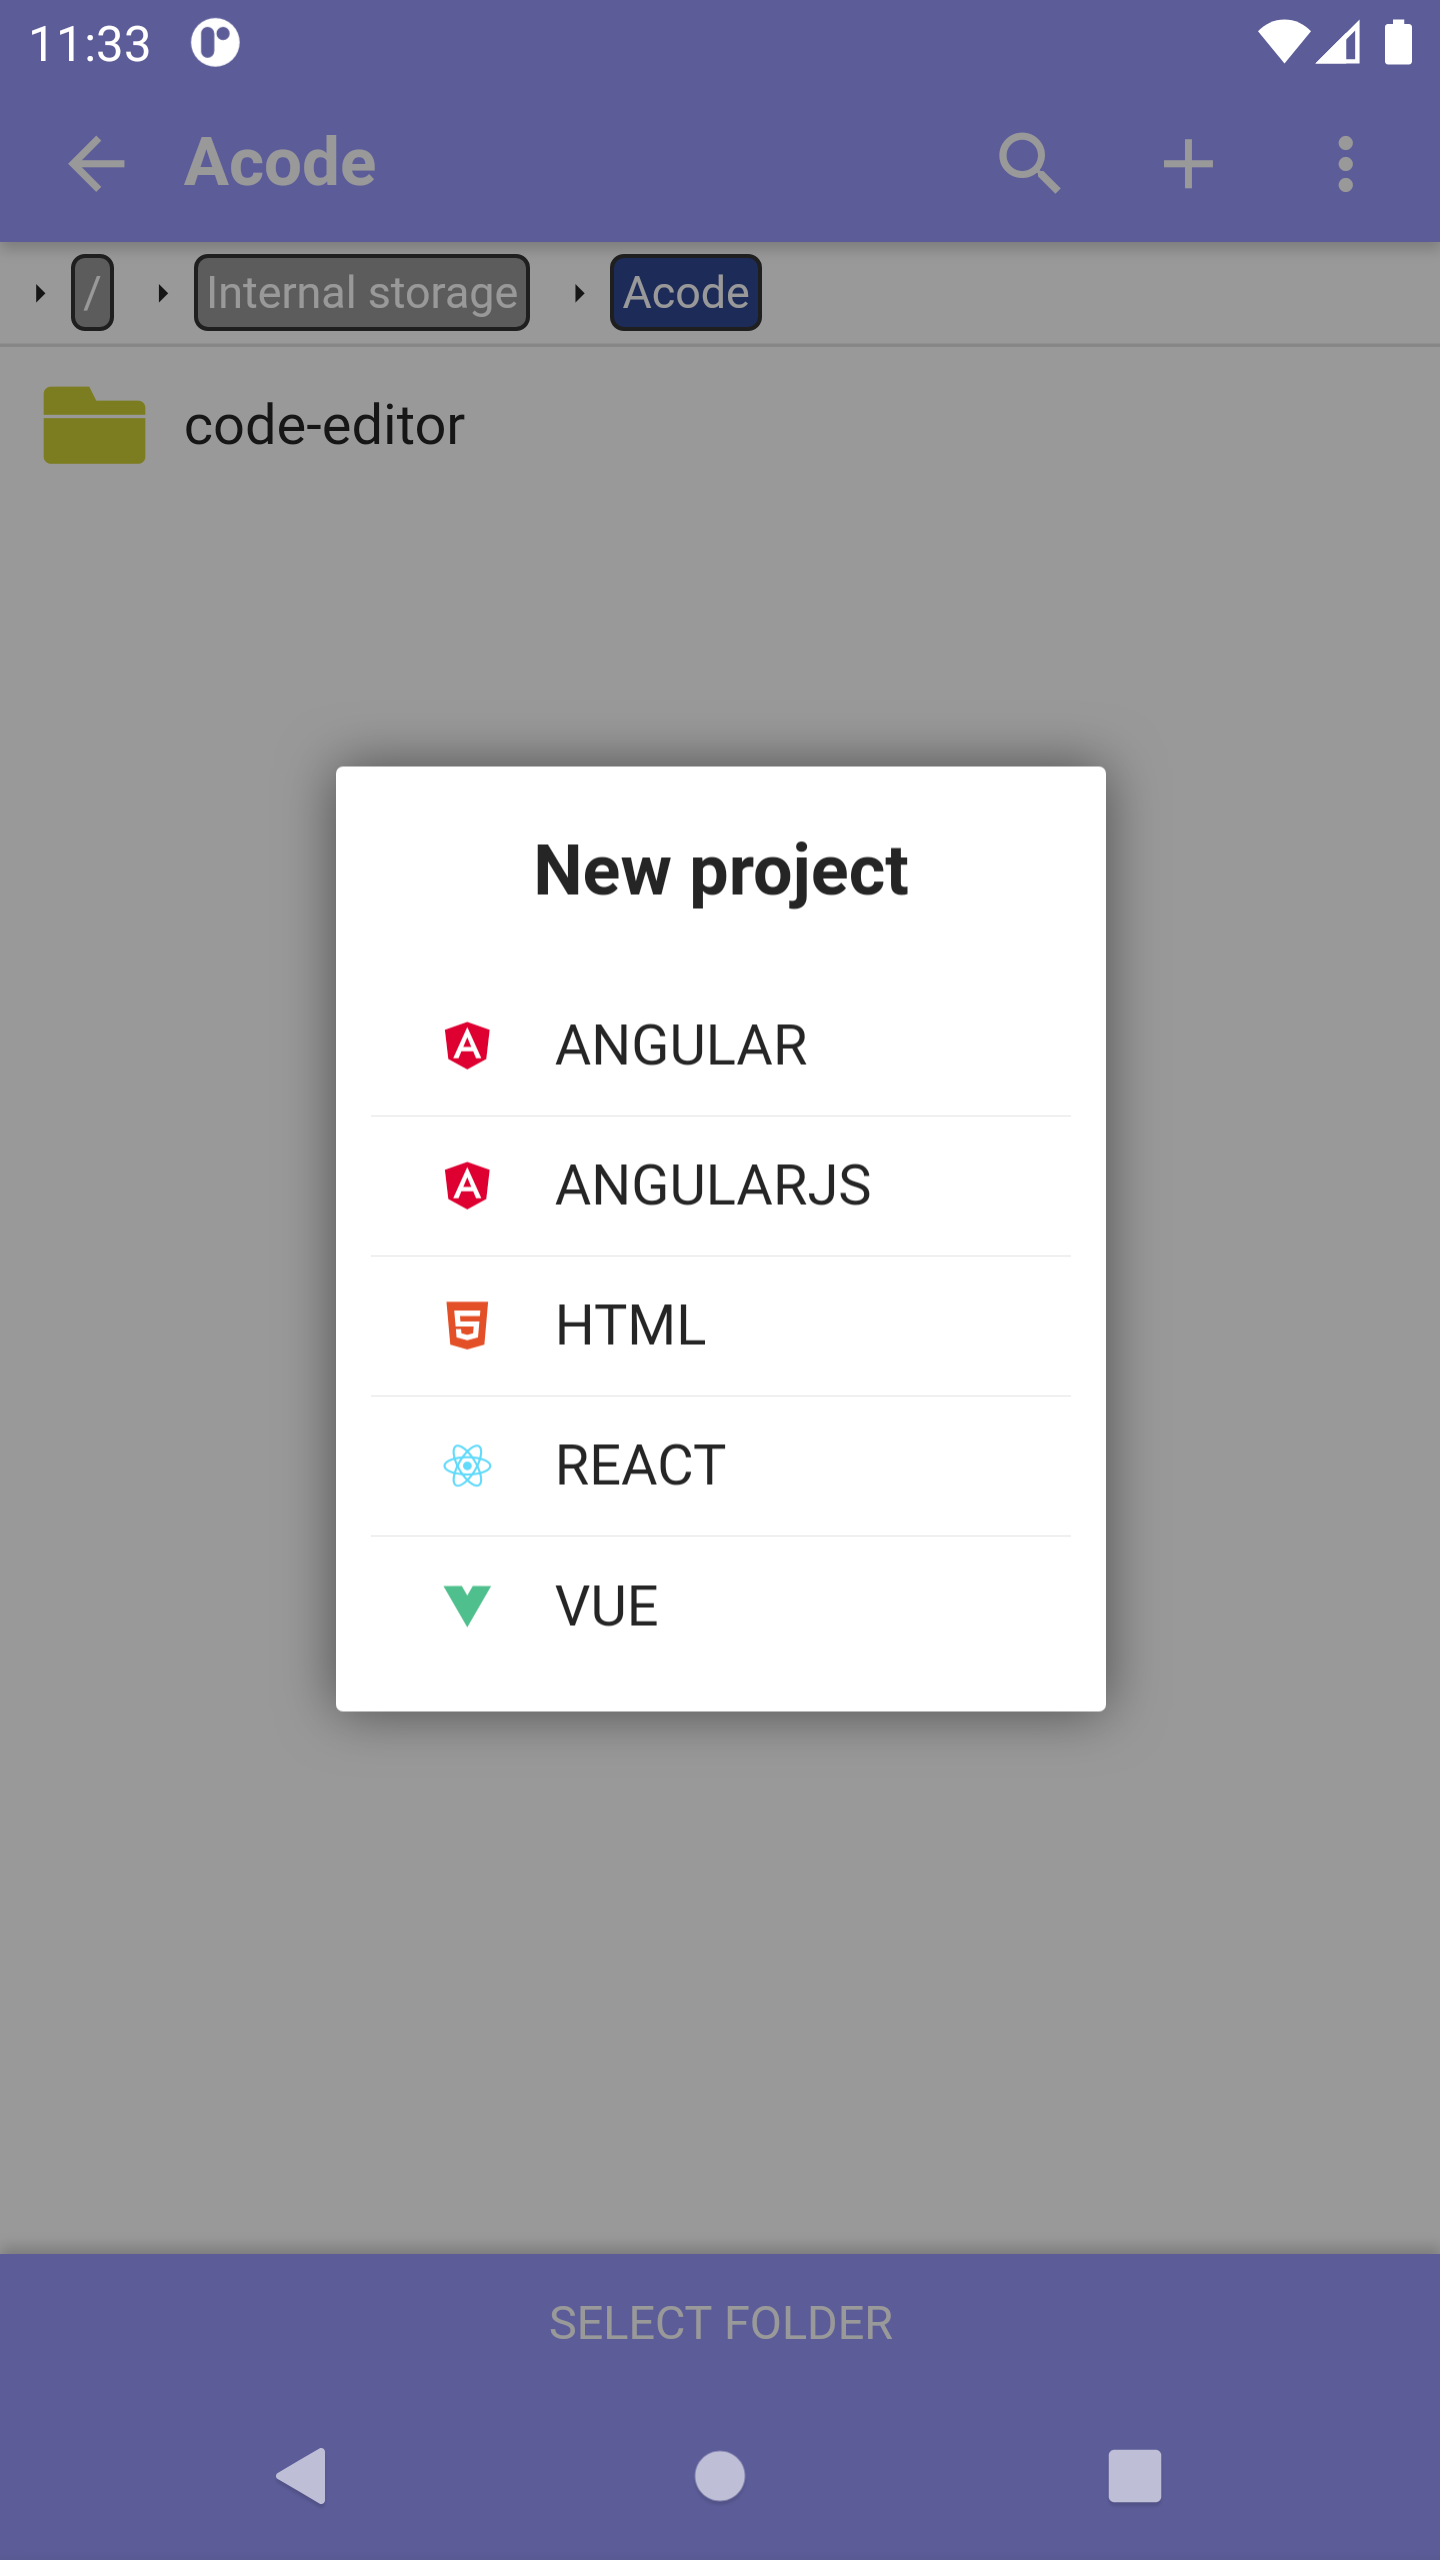 11:33
Acode
/ Internal storage Acode
code-editor
New project
ANGULAR
ANGULARJS
HTML
REACT
VUE
SELECT FOLDER